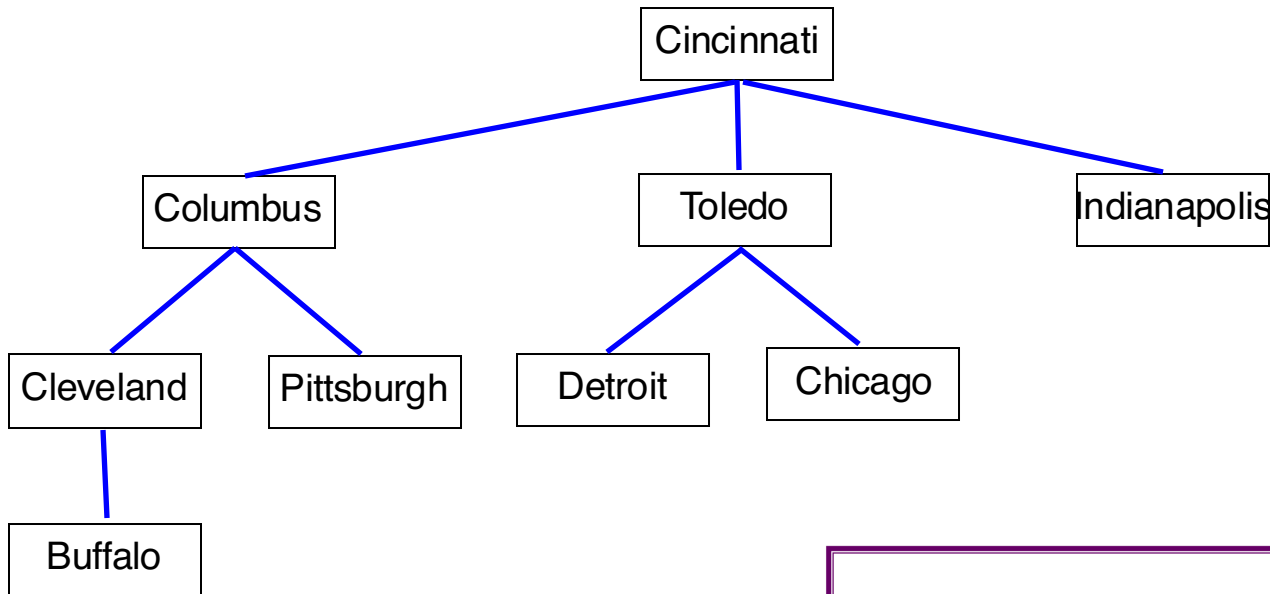 Cincinnati
Columbus
Toledo
Indianapolis
Cleveland
Pittsburgh
Detroit
Chicago
Buffalo